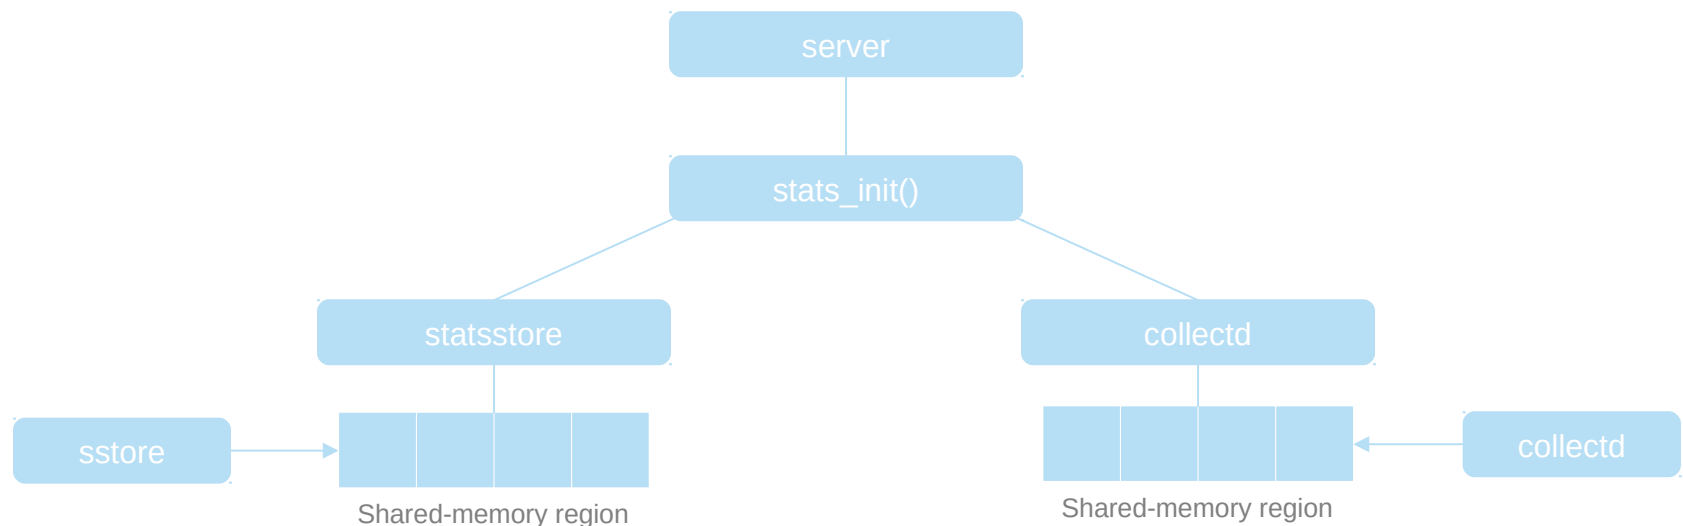 server
stats_init()
statsstore
collectd
sstore
collectd
Shared-memory region
Shared-memory region